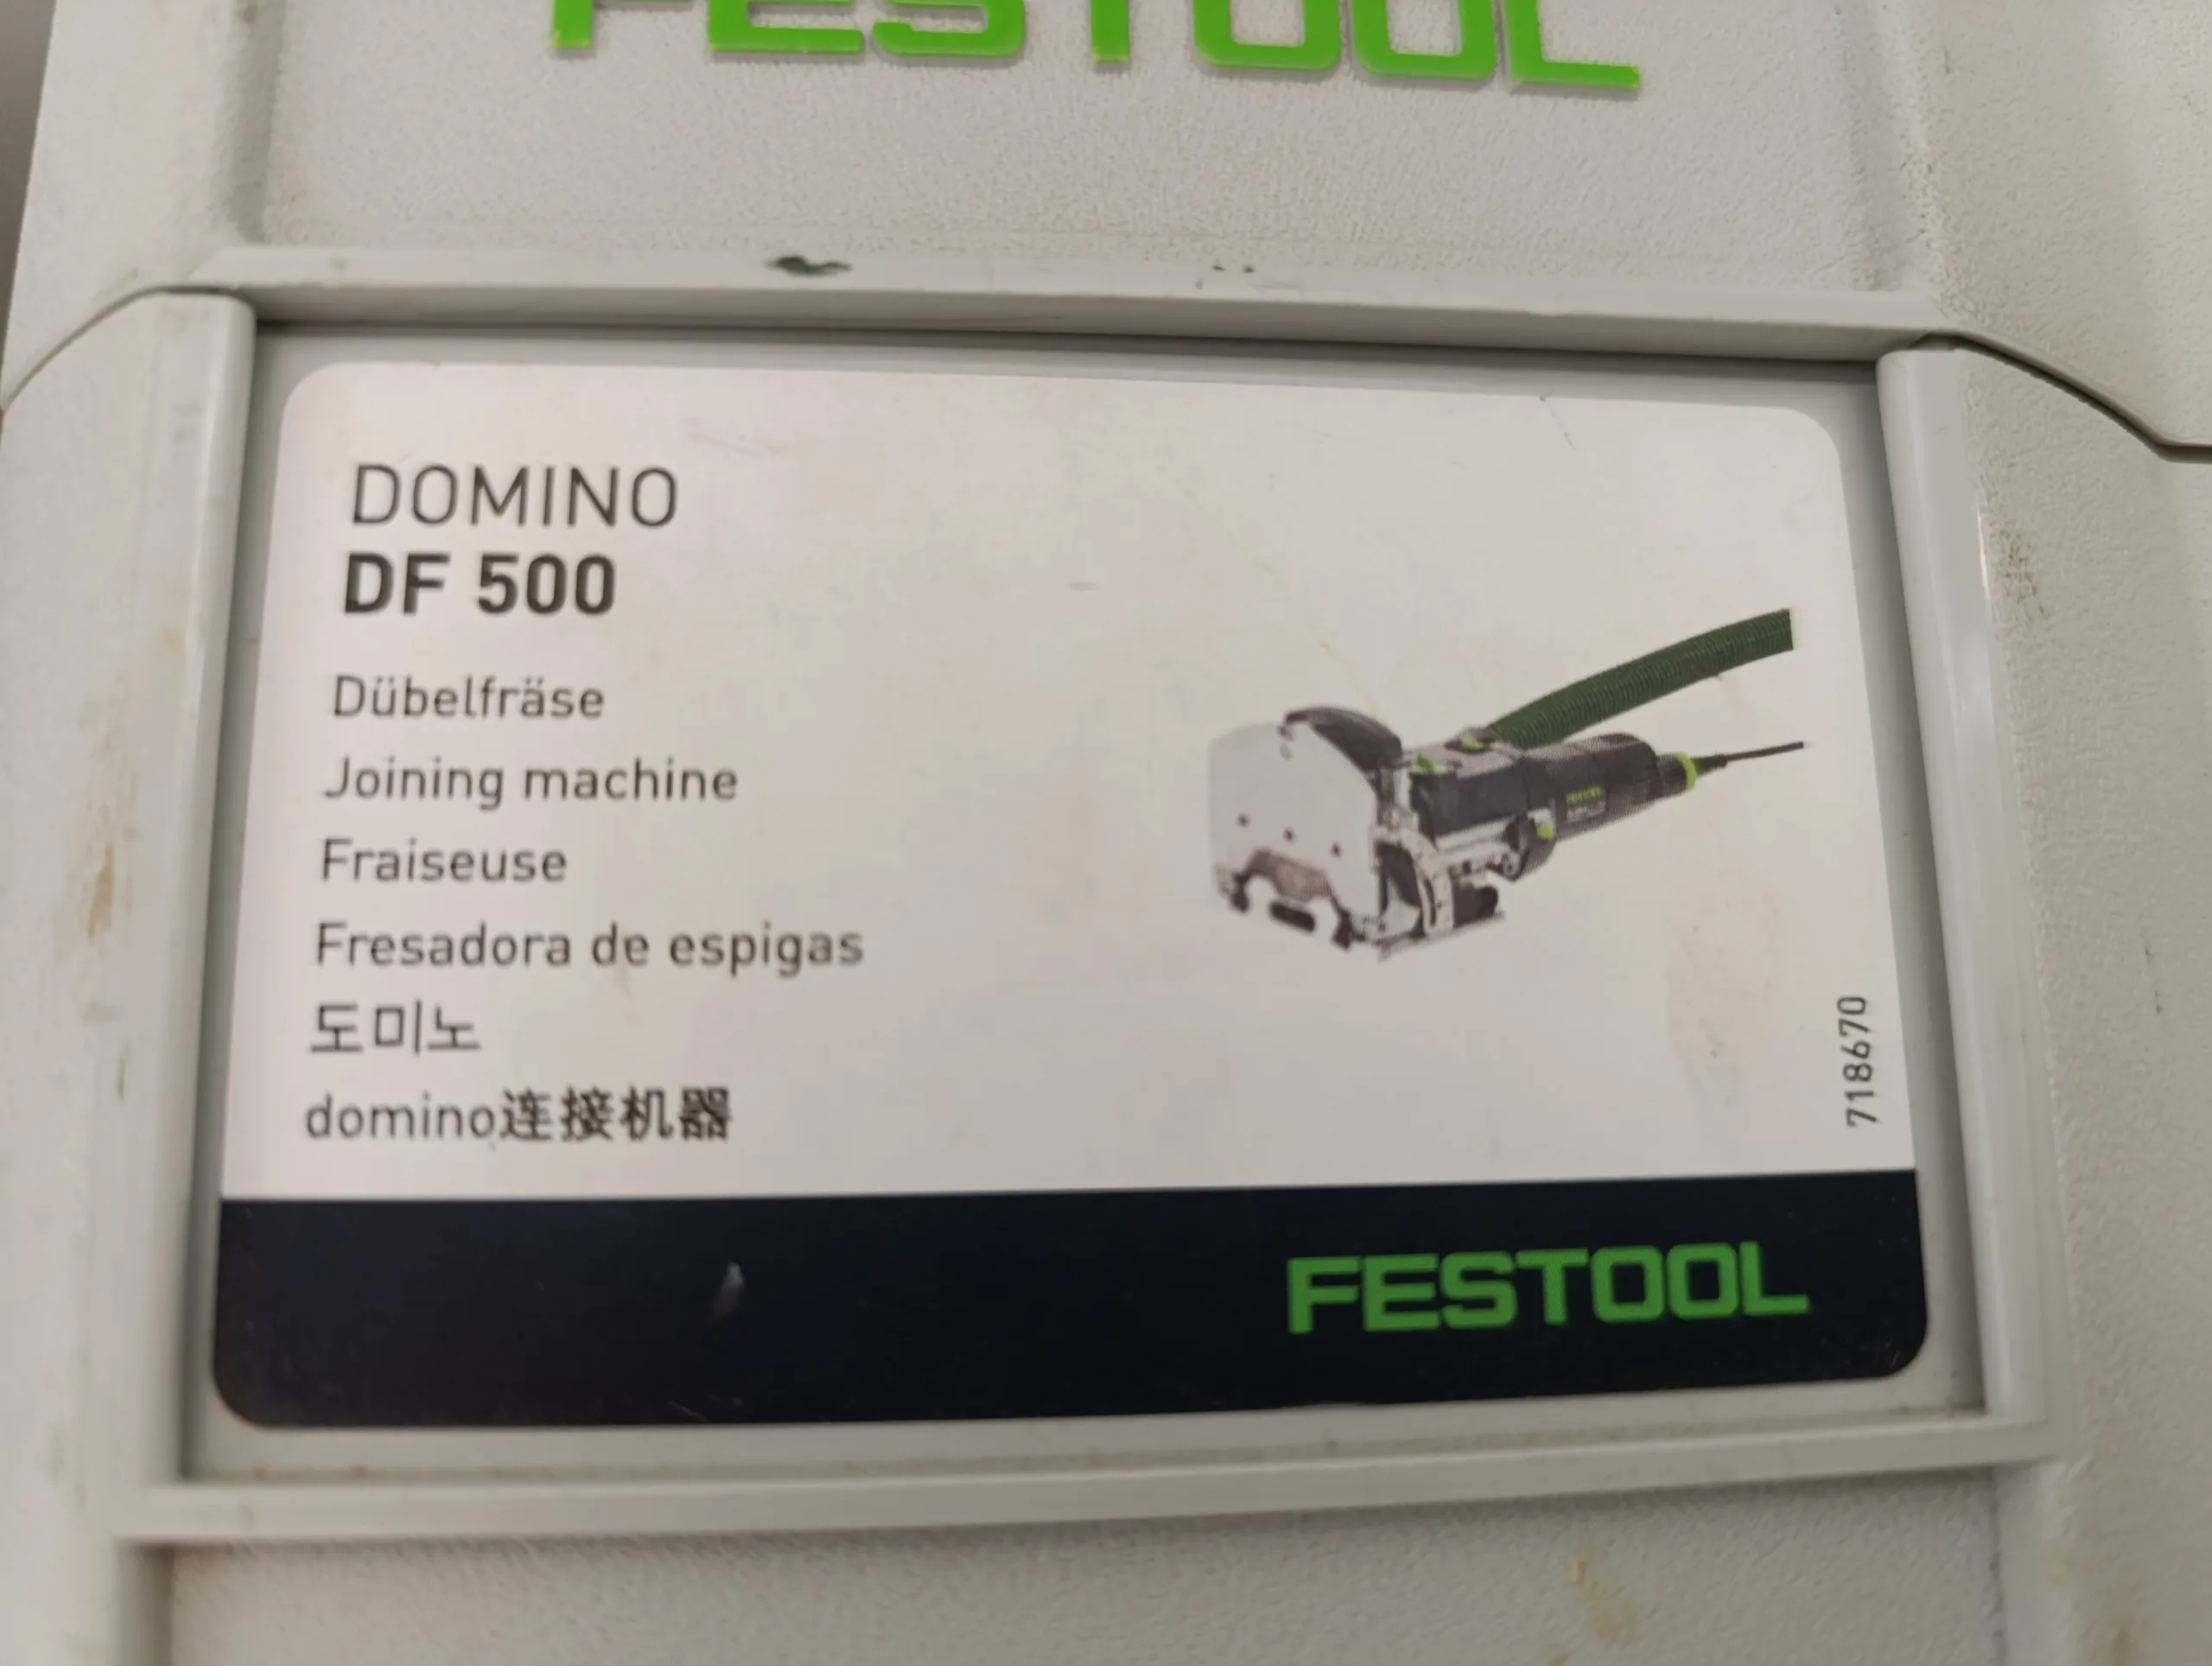 FESTOOL
DOMINO
DF 500
Dübelfräse
Joining machine
Fraiseuse
Fresadora de espigas
도미노
domino连接机器
718670
FESTOOL